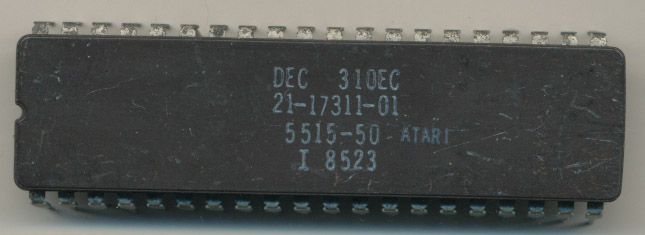 DEC 310EC
21-17311-01
5515-50 ATARI
I 8523